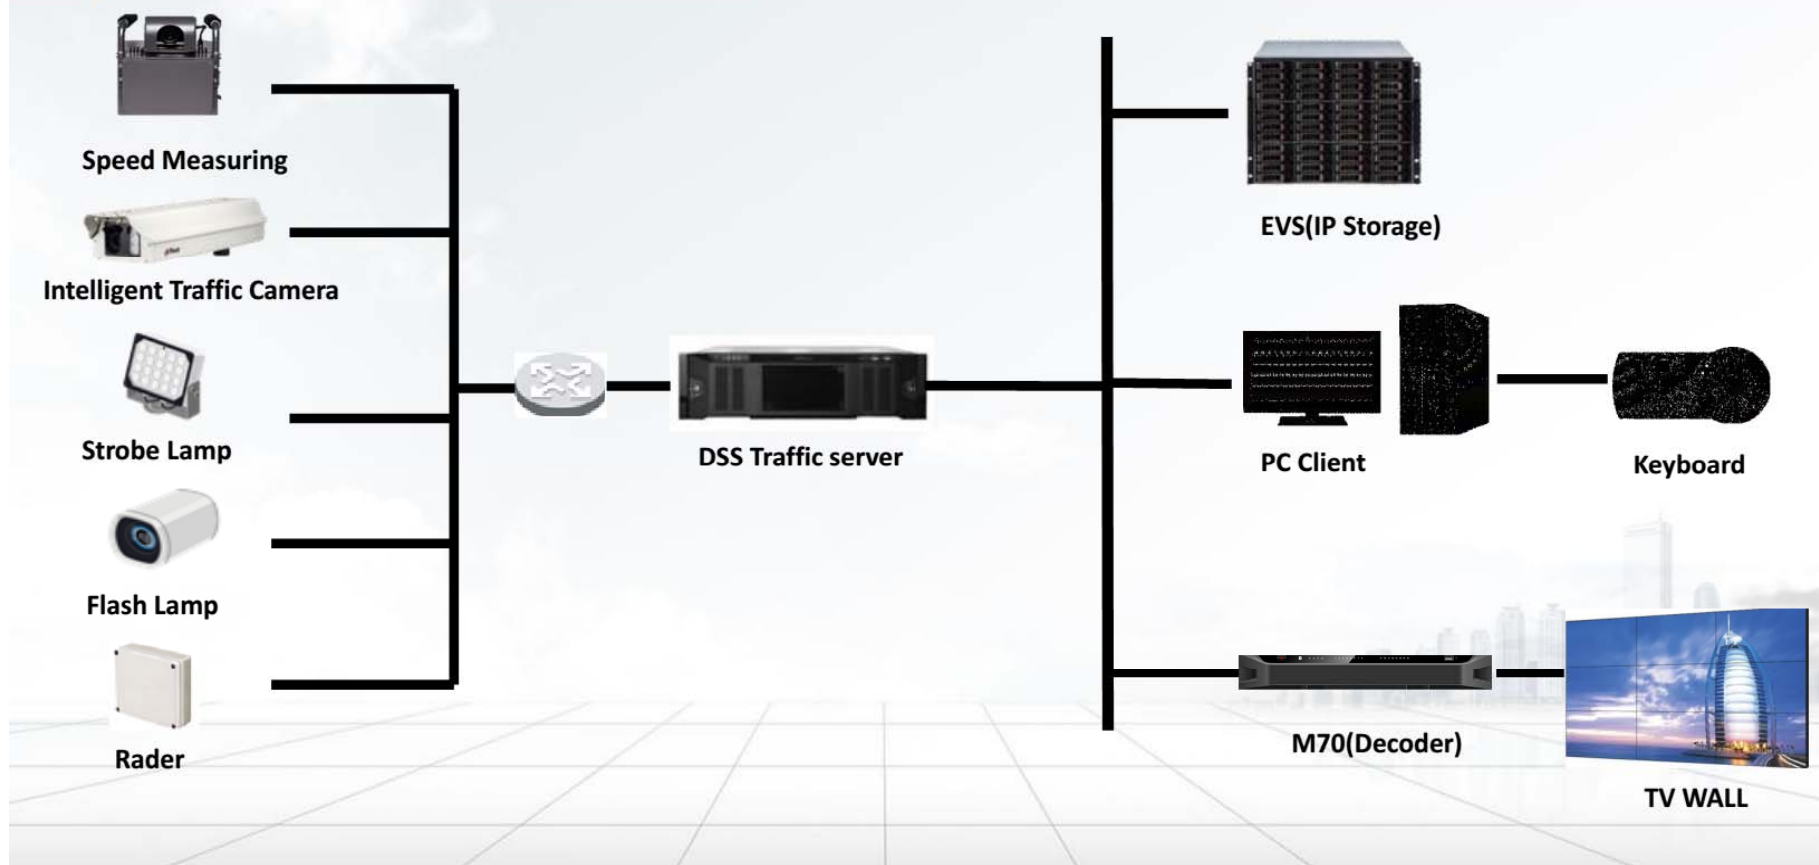 Speed Measuring
Intelligent Traffic Camera
Strobe Lamp
Flash Lamp
Rader
DSS Traffic server
EVS(IP Storage)
PC Client
Keyboard
M70(Decoder)
TV WALL